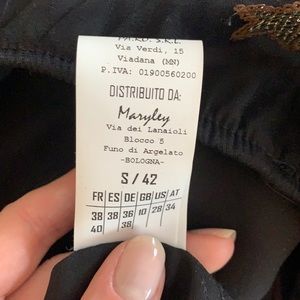 Via Verdi, 15
Viadana (MN)
P.IVA: 01900560200
DISTRIBUITO DA:
Maryley
Via dei Lanaioli
Blocco 5
Funo di Argelato
-BOLOGNA-
S / 42
FR ES DE GB US AT
38 38 36 10 28 34
40 38